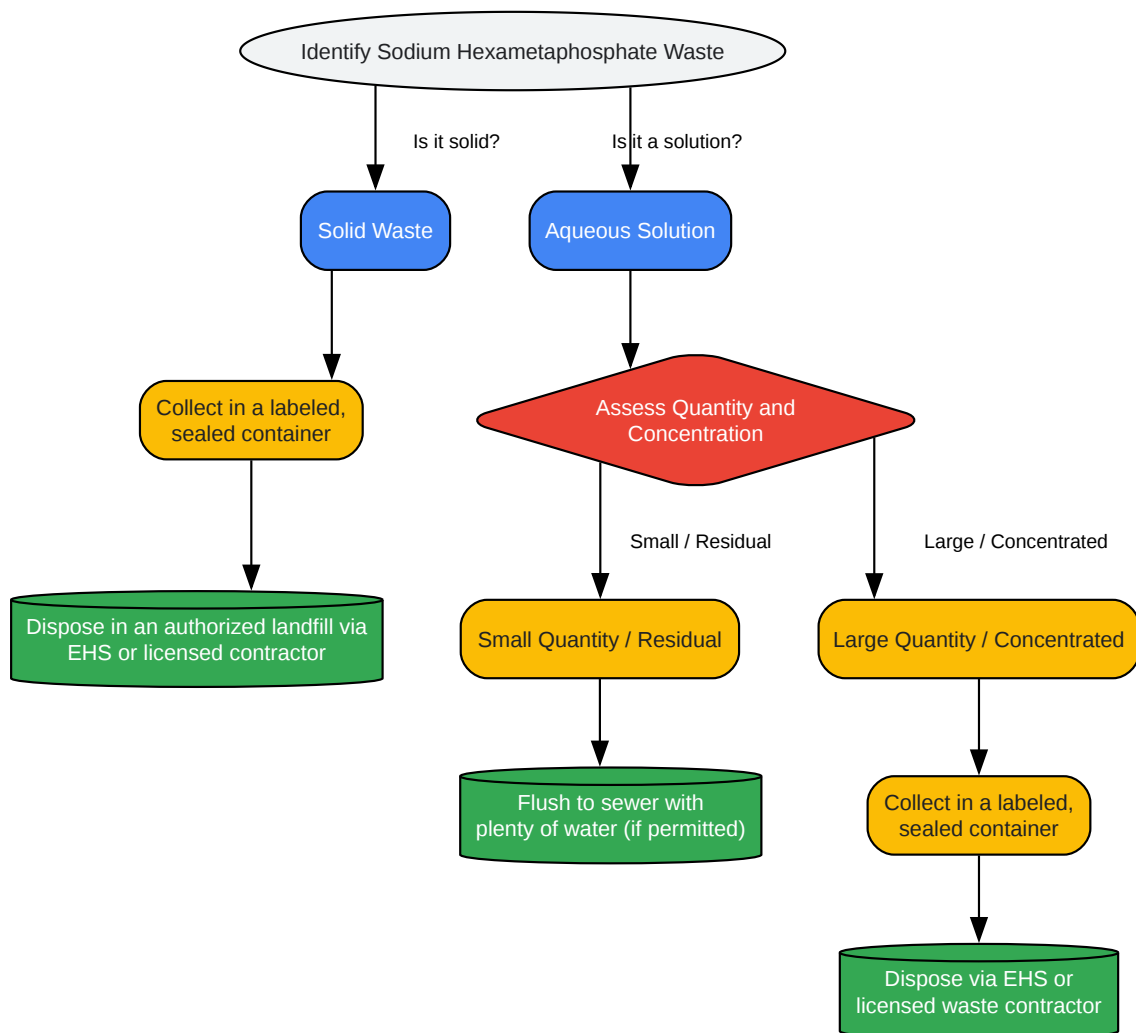 Identify Sodium Hexametaphosphate Waste
Is it solid?
Is it a solution?
Solid Waste
Aqueous Solution
Collect in a labeled,
sealed container
Assess Quantity and
Concentration
Small / Residual
Large / Concentrated
Dispose in an authorized landfill via
EHS or licensed contractor
Small Quantity / Residual
Large Quantity / Concentrated
Flush to sewer with
plenty of water (if permitted)
Collect in a labeled,
sealed container
Dispose via EHS or
licensed waste contractor